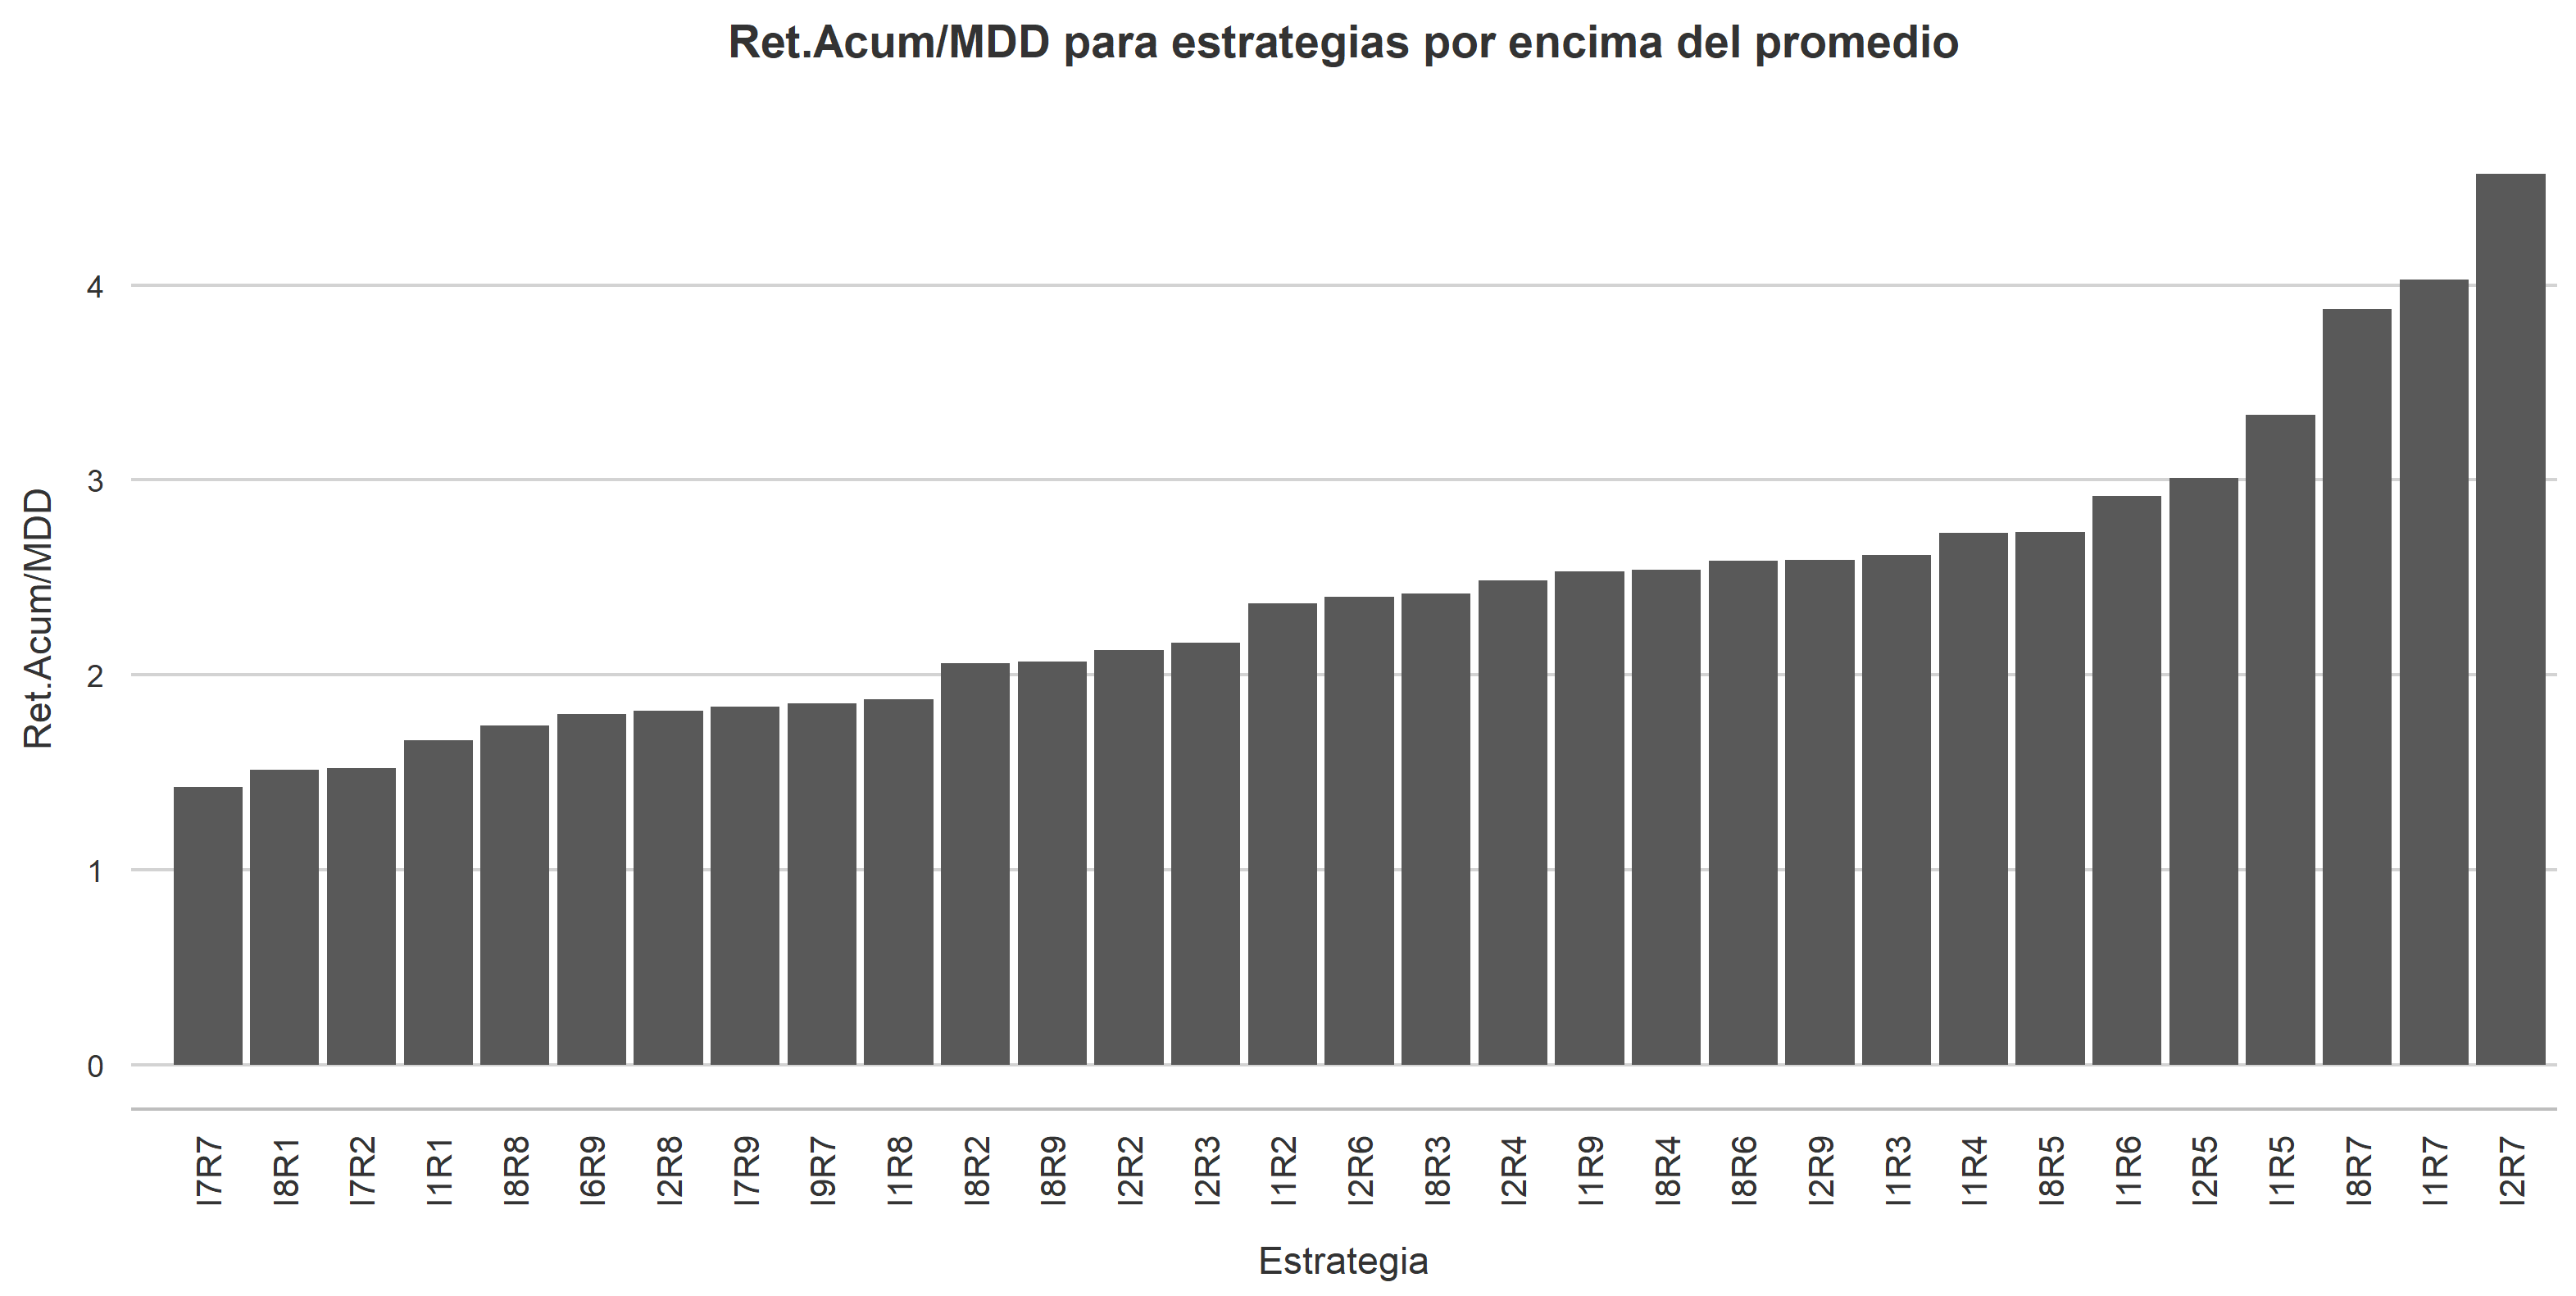 Ret.Acum/MDD para estrategias por encima del promedio
Ret.Acum/MDD
4
3
2
1
0
I7R7 I8R1 I7R2 I1R1 I8R8 I6R9 I2R8 I7R9 I9R7 I1R8 I8R2 I8R9 I2R2 I2R3 I1R2 I2R6 I8R3 I2R4 I1R9 I8R4 I8R6 I2R9 I1R3 I1R4 I8R5 I1R6 I2R5 I1R5 I8R7 I1R7 I2R7
Estrategia